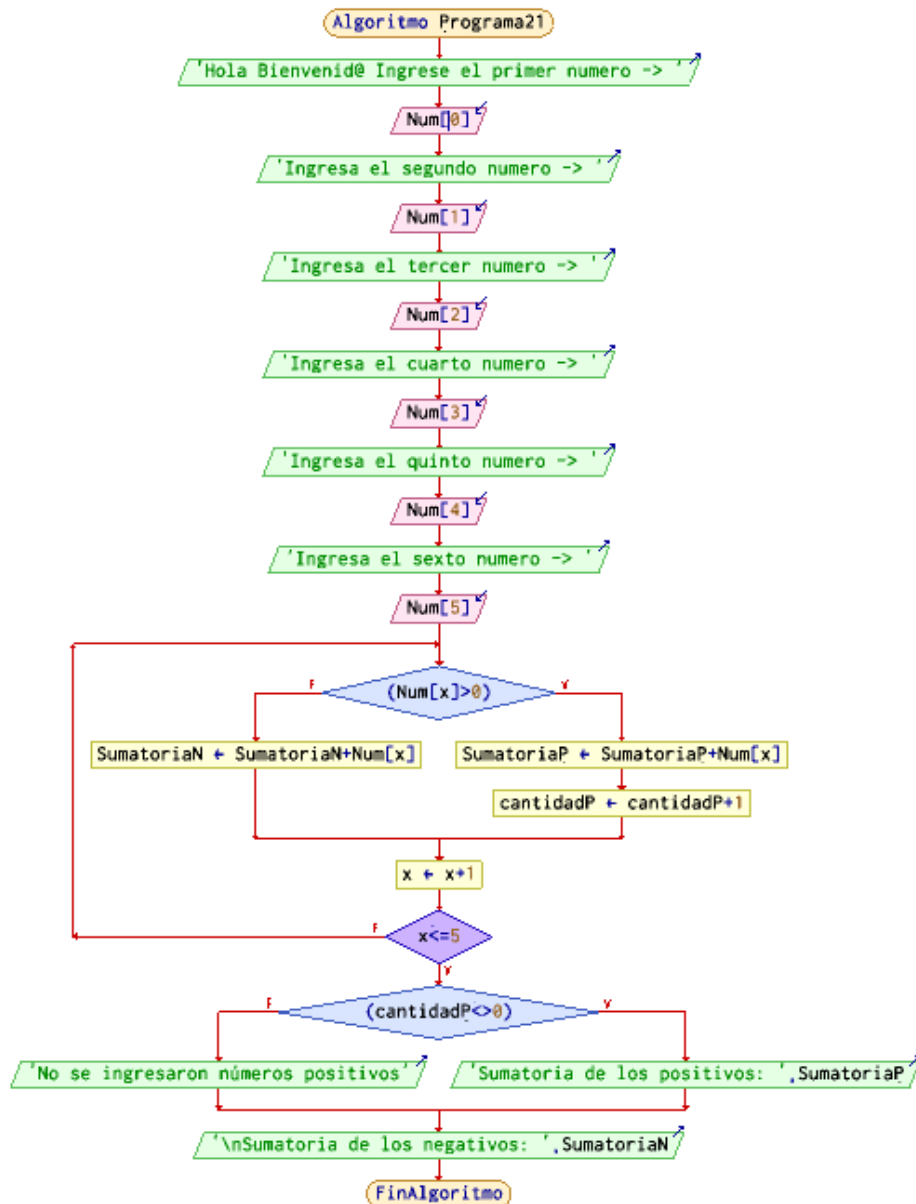 Algoritmo Programa21
'Hola Bienvenid@ Ingrese el primer numero -> '
Num[0]
'Ingresa el segundo numero -> '
Num[1]
'Ingresa el tercer numero -> '
Num[2]
'Ingresa el cuarto numero -> '
Num[3]
'Ingresa el quinto numero -> '
Num[4]
'Ingresa el sexto numero -> '
Num[5]
F (Num[x]>0) V
SumatoriaN ← SumatoriaN+Num[x]
SumatoriaP ← SumatoriaP+Num[x]
cantidadP ← cantidadP+1
x ← x+1
F x<=5
V
F (cantidadP<>0) V
'No se ingresaron números positivos'
'Sumatoria de los positivos: ',SumatoriaP
'\nSumatoria de los negativos: ',SumatoriaN
FinAlgoritmo